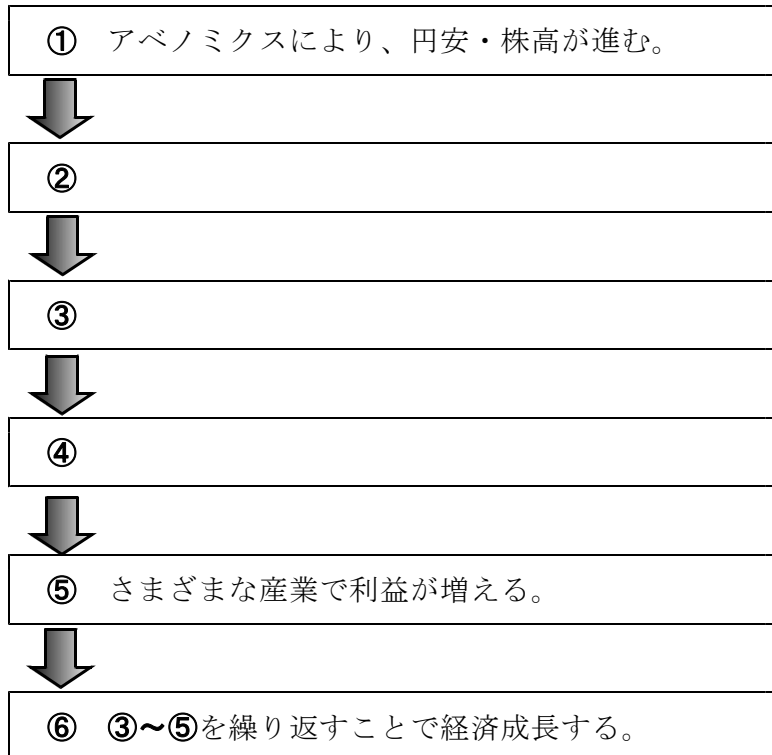 ① アベノミクスにより、円安・株高が進む。
②
③
④
⑤ さまざまな産業で利益が増える。
⑥ ③～⑤を繰り返すことで経済成長する。